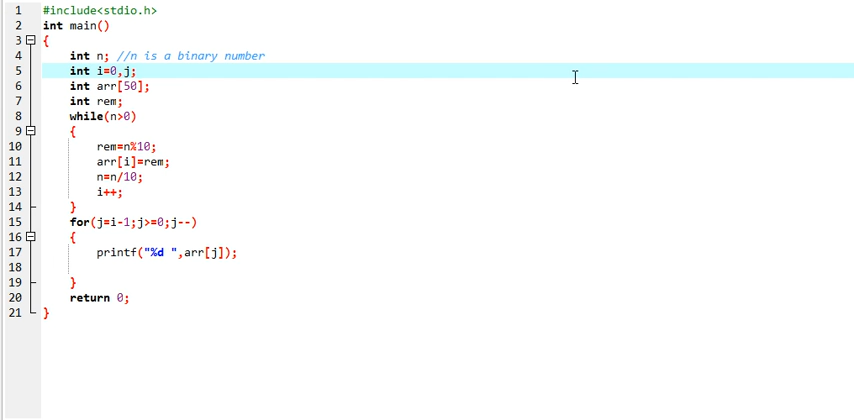 1 #include<stdio.h>
2 int main()
3 {
4 int n; //n is a binary number
5 int i=0,j;
6 int arr[50];
7 int rem;
8 while(n>0)
9 {
10 rem=n%10;
11 arr[i]=rem;
12 n=n/10;
13 i++;
14 }
15 for(j=i-1;j>=0;j--)
16 {
17 printf("%d ",arr[j]);
18
19 }
20 return 0;
21 }